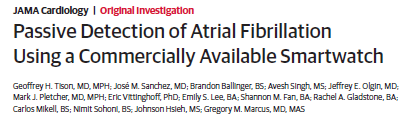 JAMA Cardiology | Original Investigation
Passive Detection of Atrial Fibrillation
Using a Commercially Available Smartwatch
Geoffrey H. Tison, MD, MPH; José M. Sanchez, MD; Brandon Ballinger, BS; Avesh Singh, MS; Jeffrey E. Olgin, MD;
Mark J. Pletcher, MD, MPH; Eric Vittinghoff, PhD; Emily S. Lee, BA; Shannon M. Fan, BA; Rachel A. Gladstone, BA;
Carlos Mikell, BS; Nimit Sohoni, BS; Johnson Hsieh, MS; Gregory M. Marcus, MD, MAS